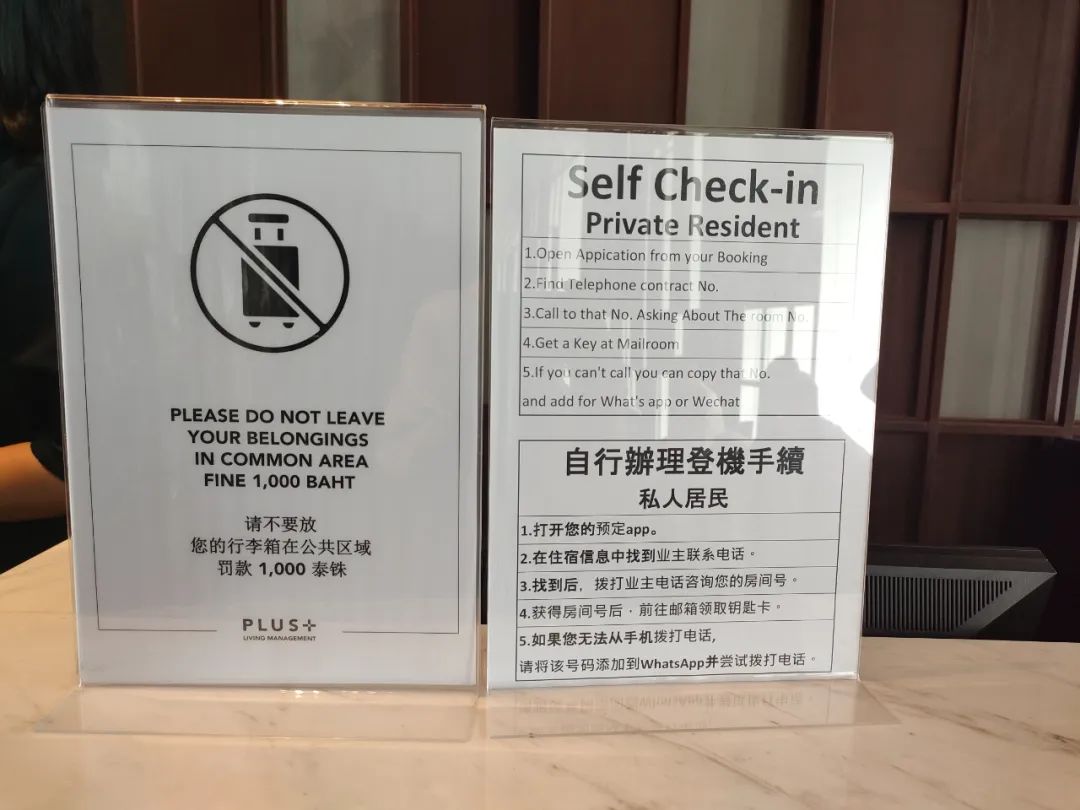 PLEASE DO NOT LEAVE
YOUR BELONGINGS
IN COMMON AREA
FINE 1,000 BAHT
请不要放
您的行李箱在公共区域
罚款 1,000 泰铢
PLUS+
LIVING MANAGEMENT
Self Check-in
Private Resident
1.Open Appication from your Booking
2.Find Telephone contract No.
3.Call to that No. Asking About The room No.
4.Get a Key at Mailroom
5.If you can't call you can copy that No.
and add for What's app or Wechat
自行辦理登機手續
私人居民
1.打开您的预定app。
2.在住宿信息中找到业主联系电话。
3.找到后，拨打业主电话咨询您的房间号。
4.获得房间号后，前往邮箱领取钥匙卡。
5.如果您无法从手机拨打电话,
请将该号码添加到WhatsApp并尝试拨打电话。